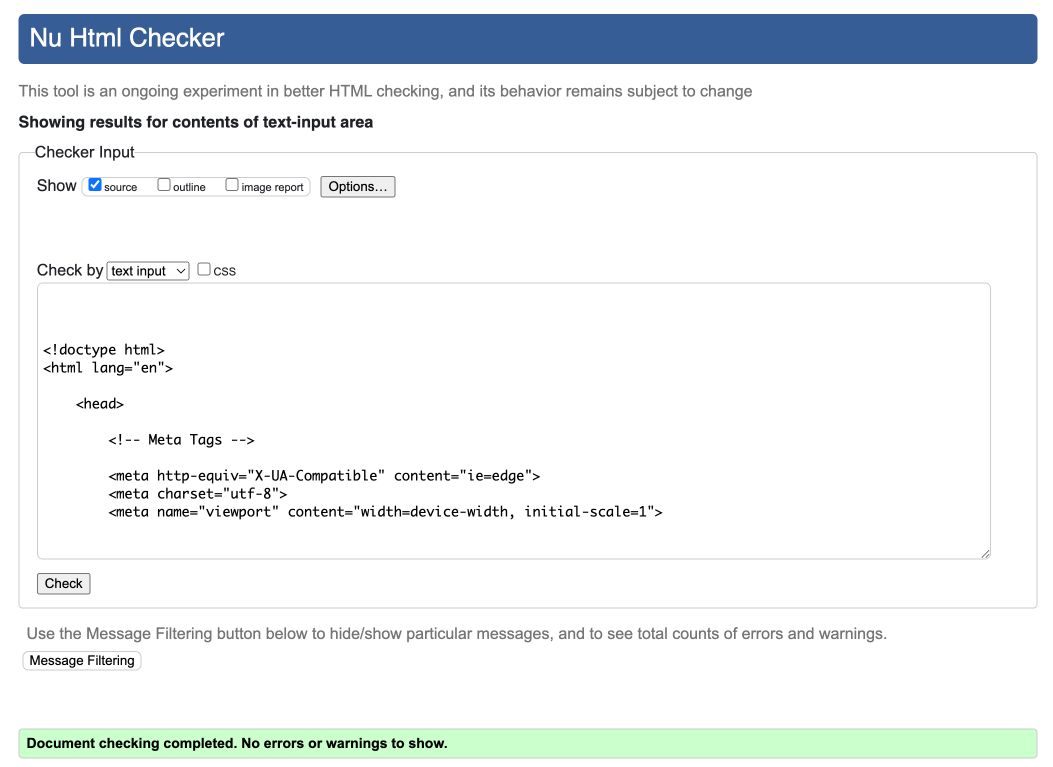 Nu Html Checker
This tool is an ongoing experiment in better HTML checking, and its behavior remains subject to change
Showing results for contents of text-input area
Checker Input
Show source outline image report Options...
Check by text input css
<!doctype html>
<html lang="en">
<head>
<!-- Meta Tags -->
<meta http-equiv="X-UA-Compatible" content="ie=edge">
<meta charset="utf-8">
<meta name="viewport" content="width=device-width, initial-scale=1">
Check
Use the Message Filtering button below to hide/show particular messages, and to see total counts of errors and warnings.
Message Filtering
Document checking completed. No errors or warnings to show.